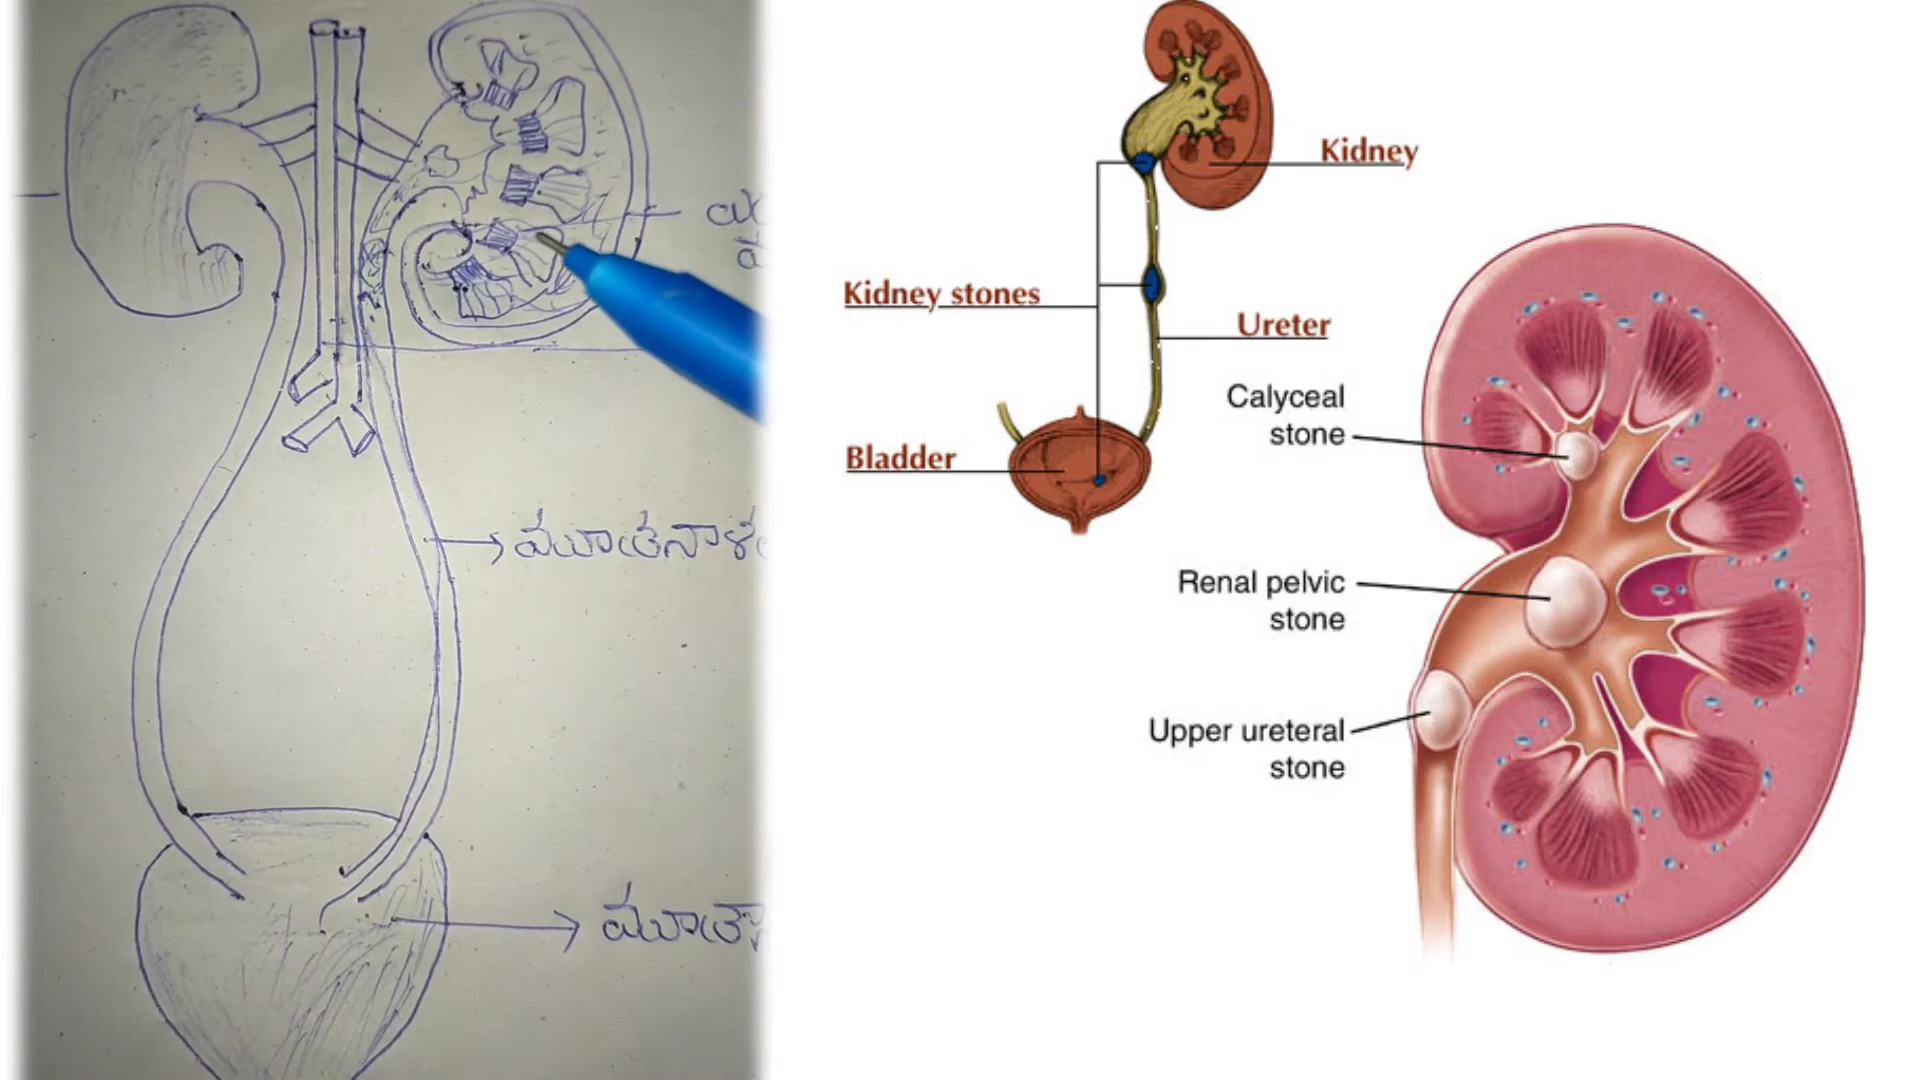 మూత్రనాళ
Kidney
Kidney stones
Ureter
Bladder
Calyceal
stone
Renal pelvic
stone
Upper ureteral
stone